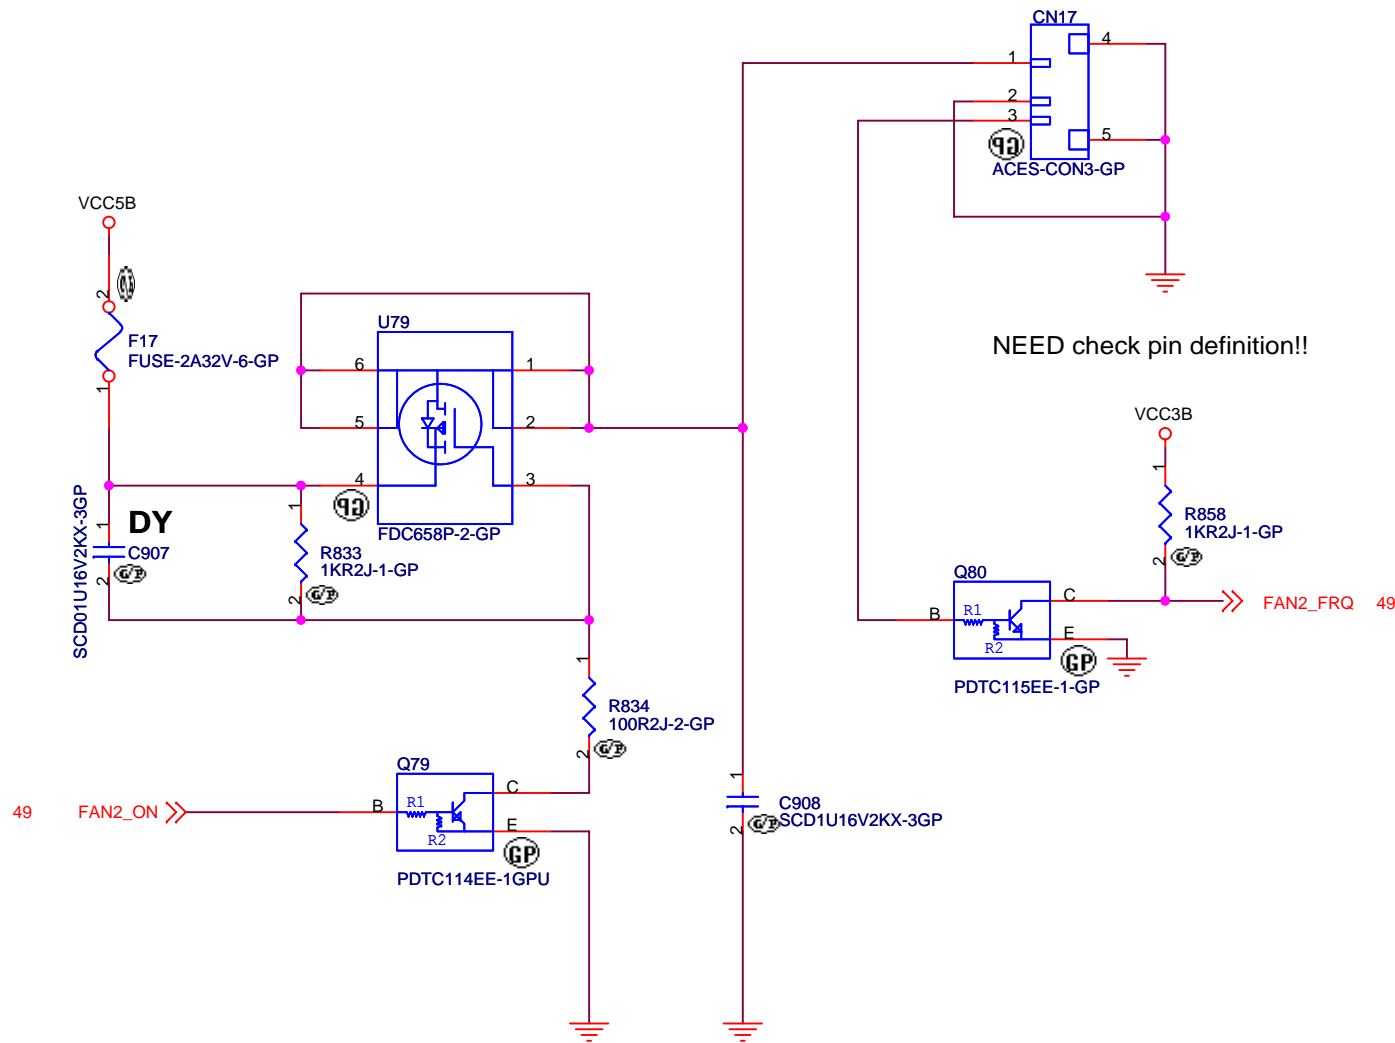 CN17
1
2
3
4
5
GP
ACES-CON3-GP
NEED check pin definition!!
VCC5B
2
F17
FUSE-2A32V-6-GP
1
U79
6
5
4
1
2
3
GP
FDC658P-2-GP
DY
1
C907
2
G/P
SCD01U16V2KX-3GP
1
R833
1KR2J-1-GP
2
G/P
1
R834
100R2J-2-GP
2
G/P
49
FAN2_ON
Q79
B
R1
R2
C
E
GP
PDTC114EE-1GPU
1
C908
SCD1U16V2KX-3GP
2
G/P
VCC3B
1
R858
1KR2J-1-GP
2
G/P
Q80
B
R1
R2
C
E
GP
PDTC115EE-1-GP
FAN2_FRQ
49